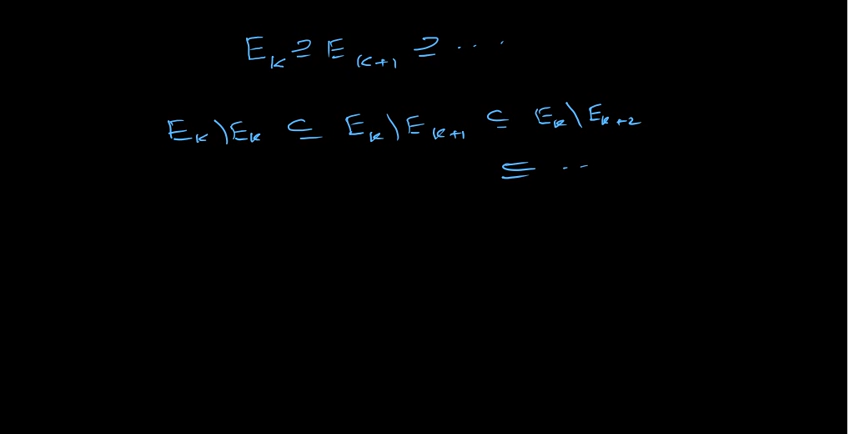 E_k ⊇ E_{k+1} ⊇ ...
E_k \ E_k ⊆ E_k \ E_{k+1} ⊆ E_k \ E_{k+2}
⊆ ...